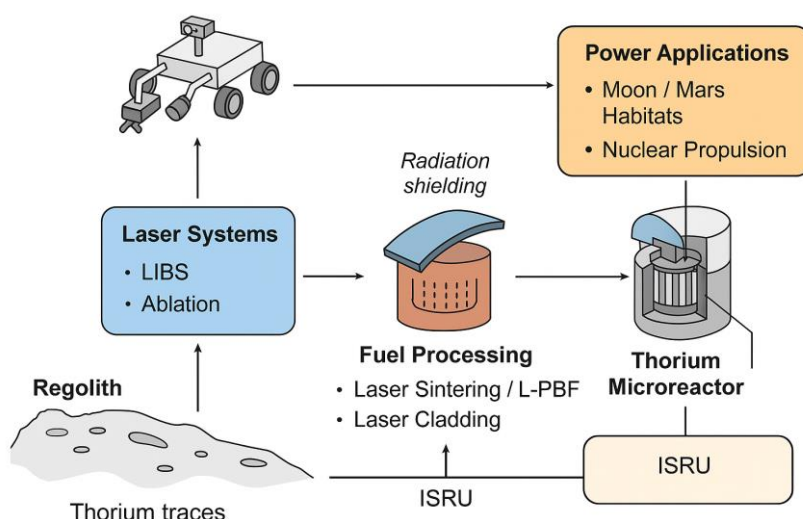 Power Applications
• Moon / Mars
Habitats
• Nuclear Propulsion
Radiation
shielding
Laser Systems
• LIBS
• Ablation
Fuel Processing
• Laser Sintering / L-PBF
• Laser Cladding
Thorium
Microreactor
Regolith
Thorium traces
ISRU
ISRU